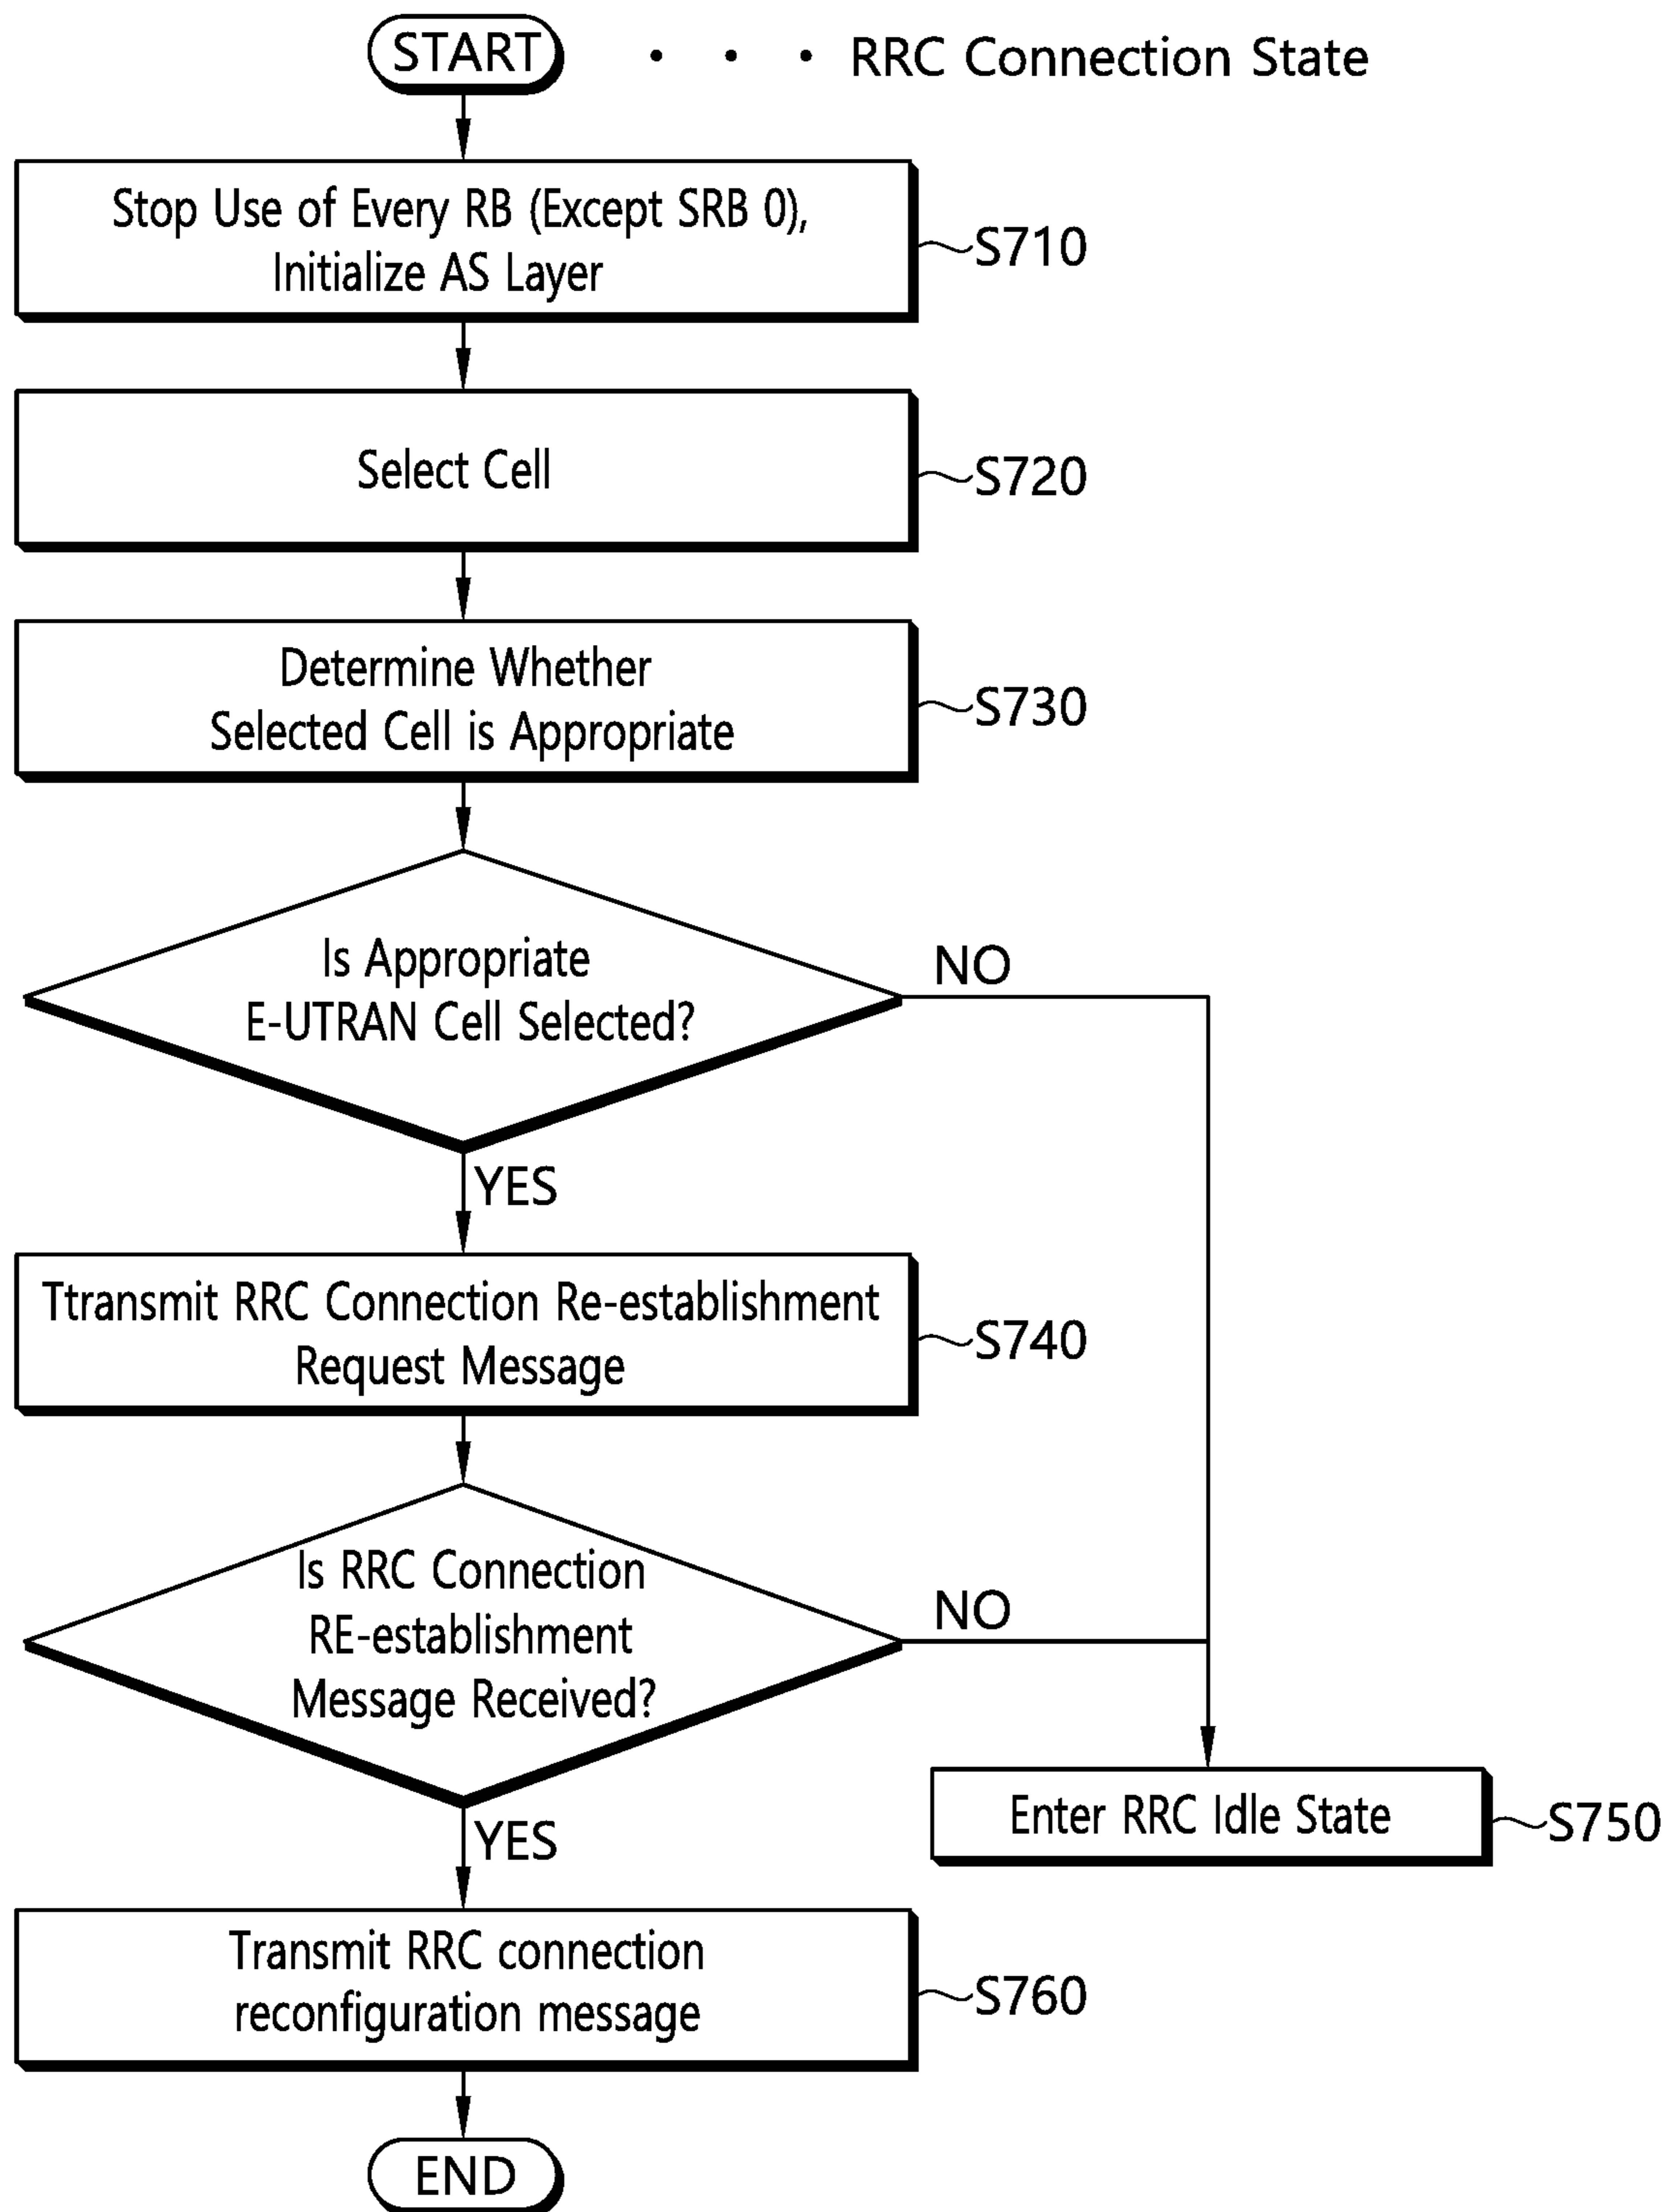 START · · · RRC Connection State
Stop Use of Every RB (Except SRB 0),
Initialize AS Layer
S710
Select Cell
S720
Determine Whether
Selected Cell is Appropriate
S730
Is Appropriate
E-UTRAN Cell Selected?
NO
YES
Ttransmit RRC Connection Re-establishment
Request Message
S740
Is RRC Connection
RE-establishment
Message Received?
NO
YES
Enter RRC Idle State
S750
Transmit RRC connection
reconfiguration message
S760
END